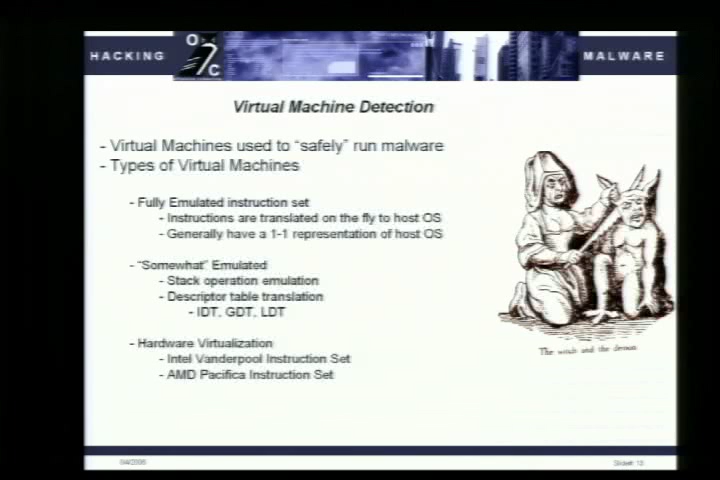 HACKING
O C
MALWARE
Virtual Machine Detection
- Virtual Machines used to “safely” run malware
- Types of Virtual Machines
- Fully Emulated instruction set
- Instructions are translated on the fly to host OS
- Generally have a 1-1 representation of host OS
- “Somewhat” Emulated
- Stack operation emulation
- Descriptor table translation
- IDT, GDT, LDT
- Hardware Virtualization
- Intel Vanderpool Instruction Set
- AMD Pacifica Instruction Set
The witch and the demon
04/2006